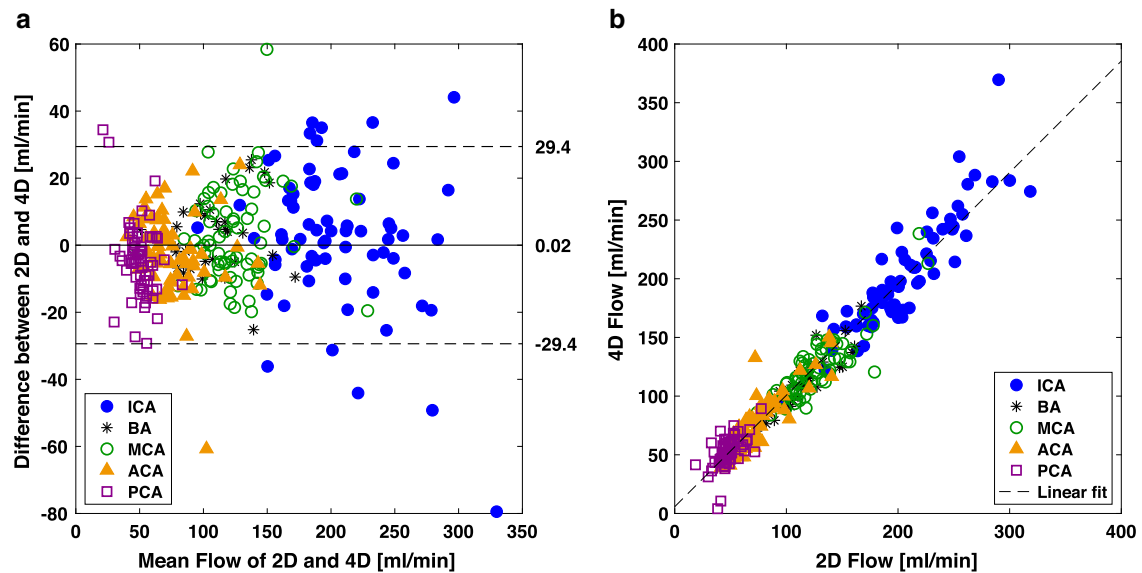 a
Difference between 2D and 4D [ml/min]
60
40
20
0
-20
-40
-60
-80
0
50
100
150
200
250
300
350
Mean Flow of 2D and 4D [ml/min]
29.4
0.02
-29.4
ICA
BA
MCA
ACA
PCA
b
4D Flow [ml/min]
400
350
300
250
200
150
100
50
0
0
100
200
300
400
2D Flow [ml/min]
ICA
BA
MCA
ACA
PCA
Linear fit